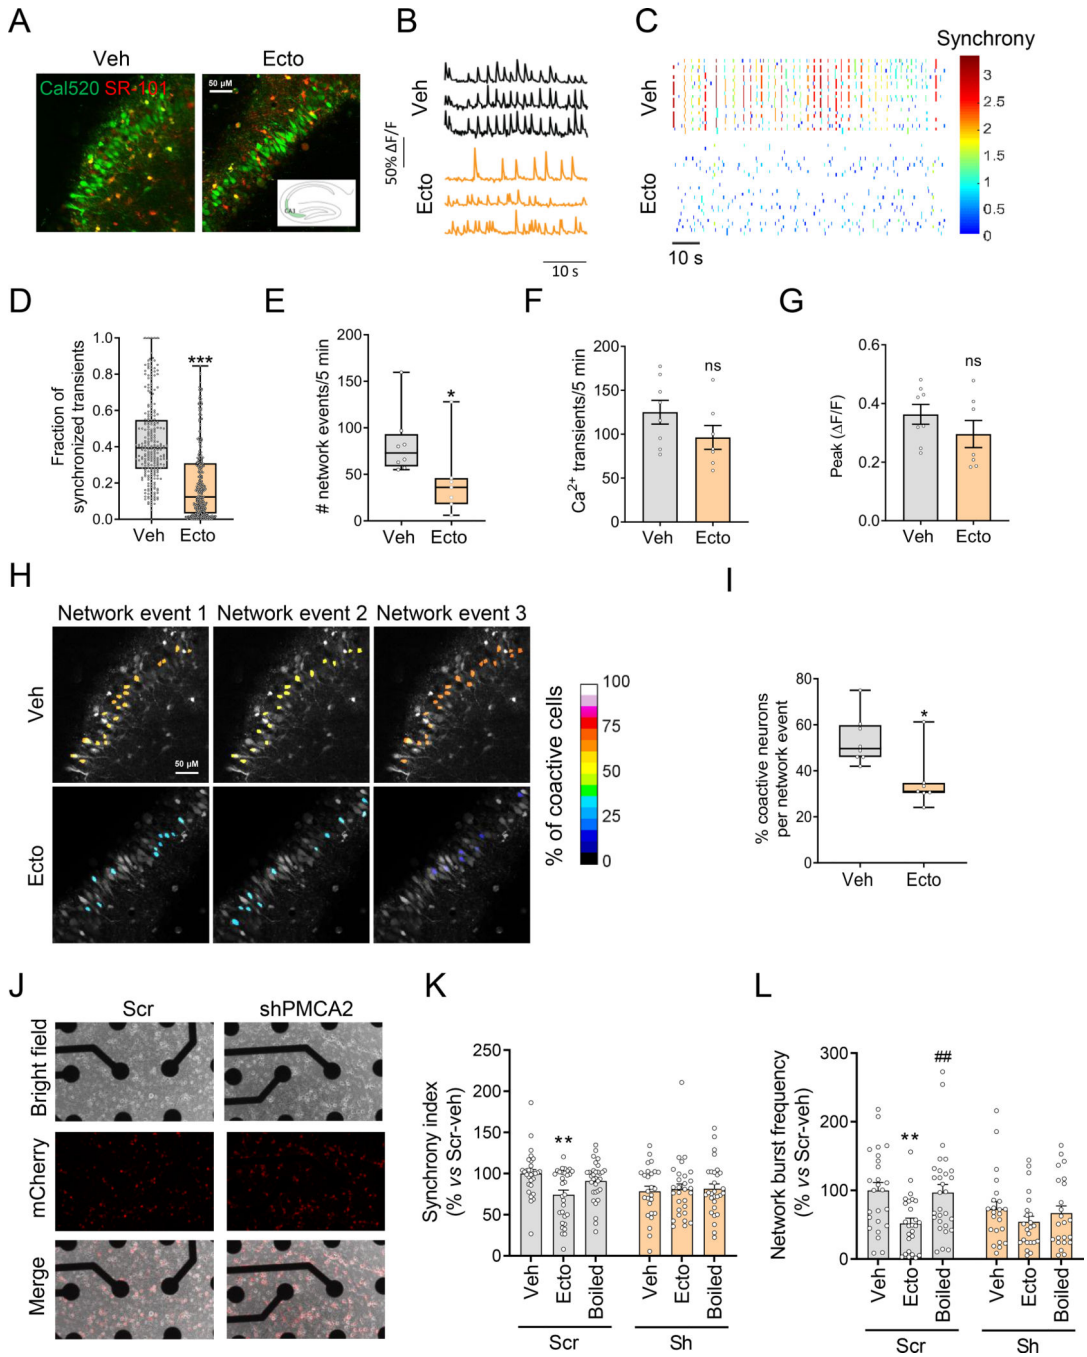 A
Veh
Ecto
Cal520 SR-101
50 µM
CA1
B
Veh
Ecto
50% ΔF/F
10 s
C
Synchrony
Veh
Ecto
3
2.5
2
1.5
1
0.5
0
10 s
D
Fraction of
synchronized transients
1.0
0.8
0.6
0.4
0.2
0.0
***
Veh
Ecto
E
# network events/5 min
200
150
100
50
0
*
Veh
Ecto
F
Ca2+ transients/5 min
200
150
100
50
0
ns
Veh
Ecto
G
Peak (ΔF/F)
0.6
0.4
0.2
0.0
ns
Veh
Ecto
H
Network event 1
Network event 2
Network event 3
Veh
50 µM
Ecto
% of coactive cells
100
75
50
25
0
I
% coactive neurons
per network event
80
60
40
20
0
*
Veh
Ecto
J
Scr
shPMCA2
Bright field
mCherry
Merge
K
Synchrony index
(% vs Scr-veh)
250
200
150
100
50
0
**
Veh
Ecto
Boiled
Veh
Ecto
Boiled
Scr
Sh
L
Network burst frequency
(% vs Scr-veh)
300
200
100
0
**
##
Veh
Ecto
Boiled
Veh
Ecto
Boiled
Scr
Sh